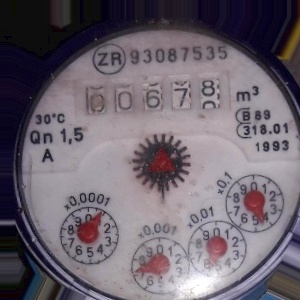 ZR 93087535
00678 m³
30°C
Qn 1,5
A
B 89
318.01
1993
x0,0001
x0,001
x0,01
x0,1